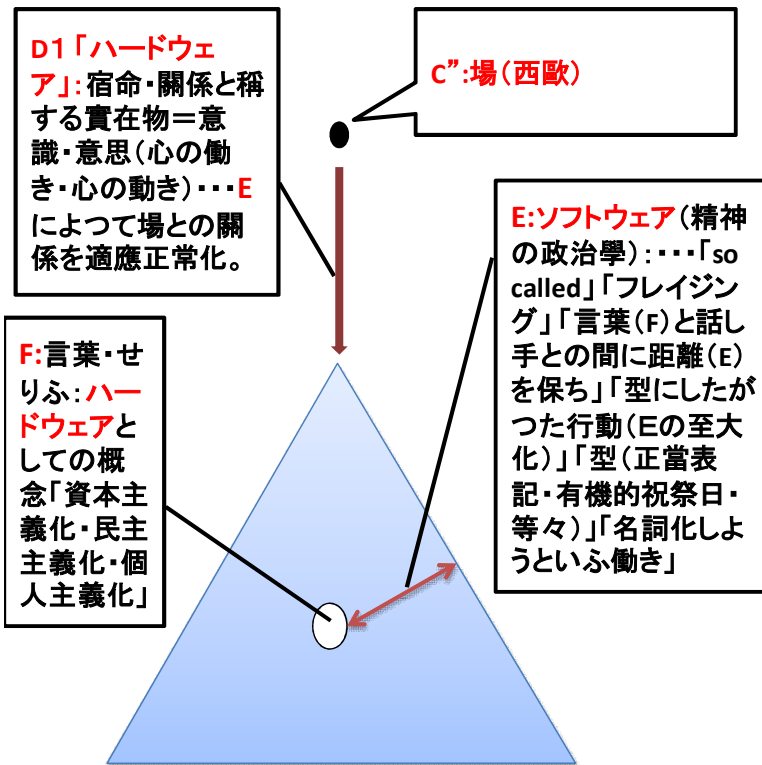 D1「ハードウェ
ア」：宿命・關係と稱
する實在物＝意
識・意思（心の働
き・心の動き）・・・E
によつて場との關
係を適應正常化。
C”：場（西歐）
E:ソフトウェア（精神
の政治學）：・・・「so
called」「フレイジン
グ」「言葉（F）と話し
手との間に距離（E）
を保ち」「型にしたが
つた行動（Eの至大
化）」「型（正當表
記・有機的祝祭日・
等々）」「名詞化しよ
うといふ働き」
F:言葉・せ
りふ：ハー
ドウェアと
しての概
念「資本主
義化・民主
主義化・個
人主義化」